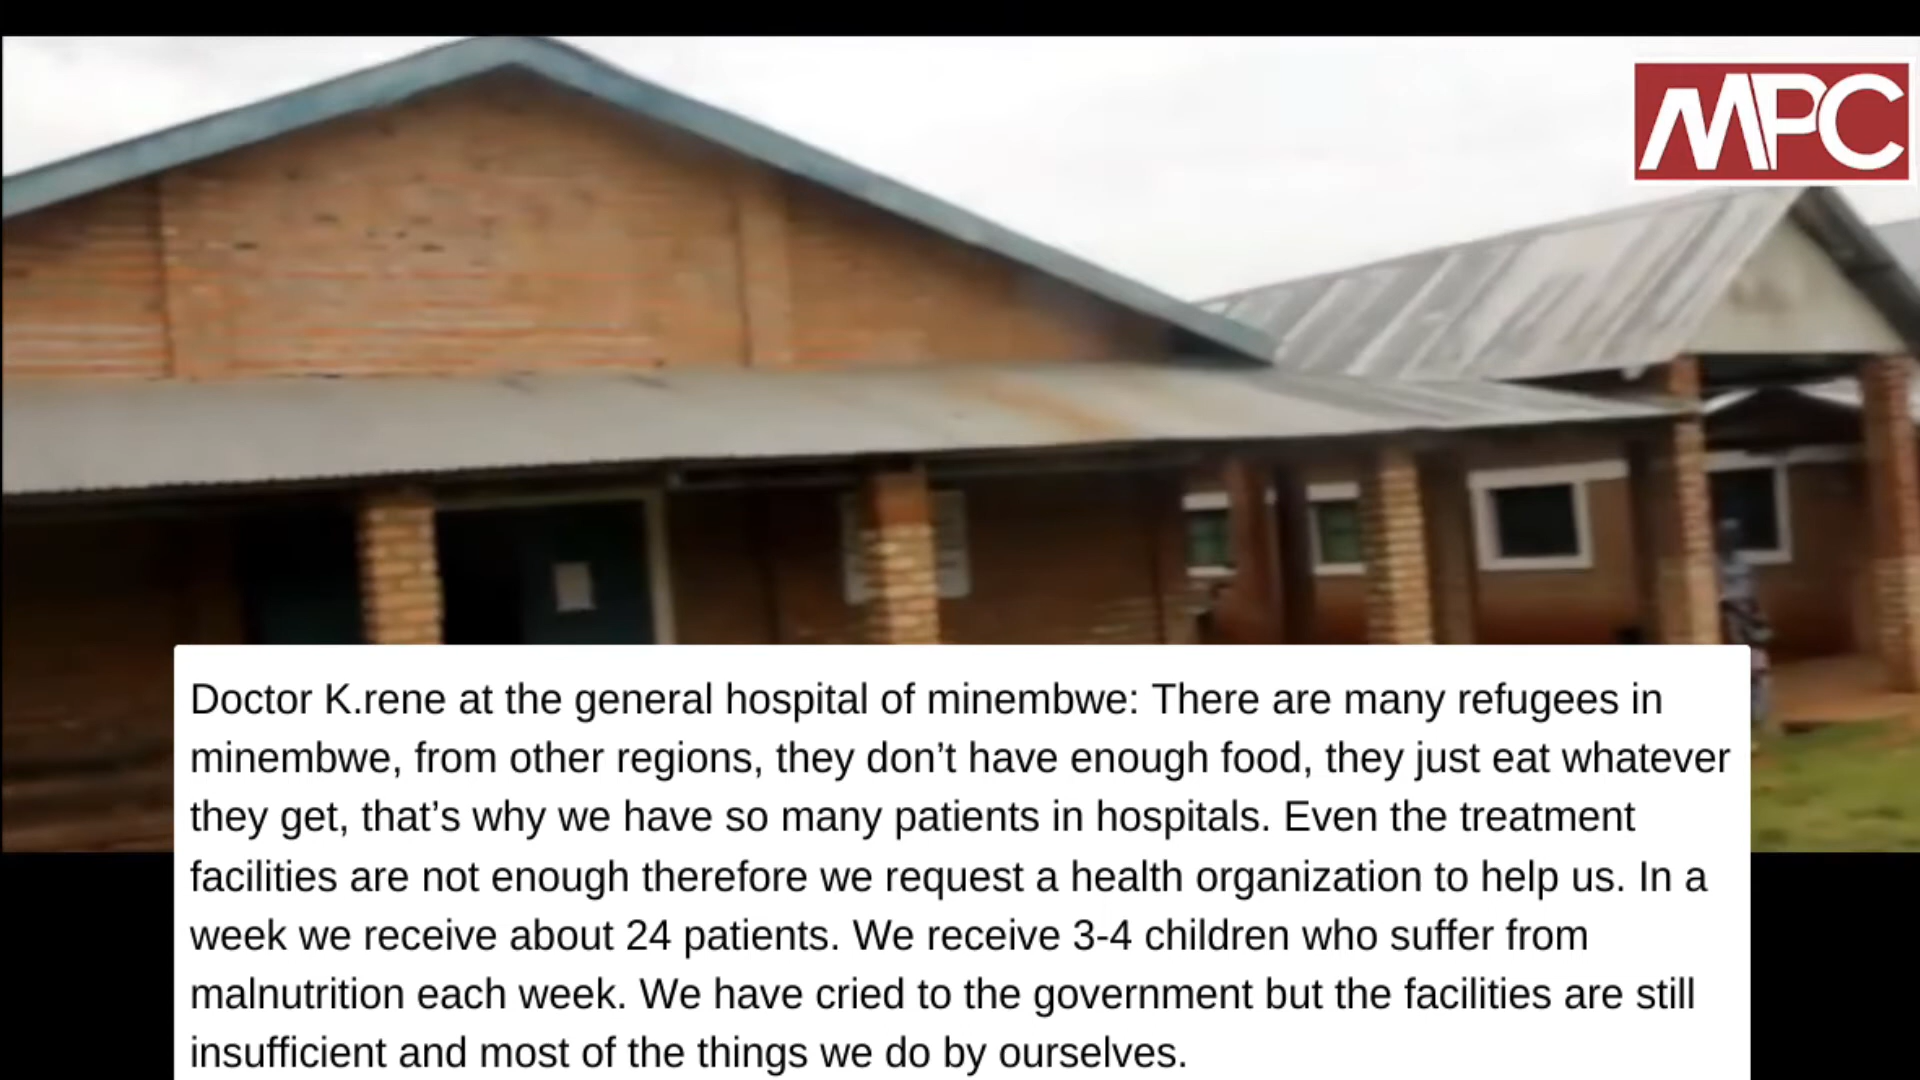 MPC
Doctor K.rene at the general hospital of minembwe: There are many refugees in
minembwe, from other regions, they don’t have enough food, they just eat whatever
they get, that’s why we have so many patients in hospitals. Even the treatment
facilities are not enough therefore we request a health organization to help us. In a
week we receive about 24 patients. We receive 3-4 children who suffer from
malnutrition each week. We have cried to the government but the facilities are still
insufficient and most of the things we do by ourselves.